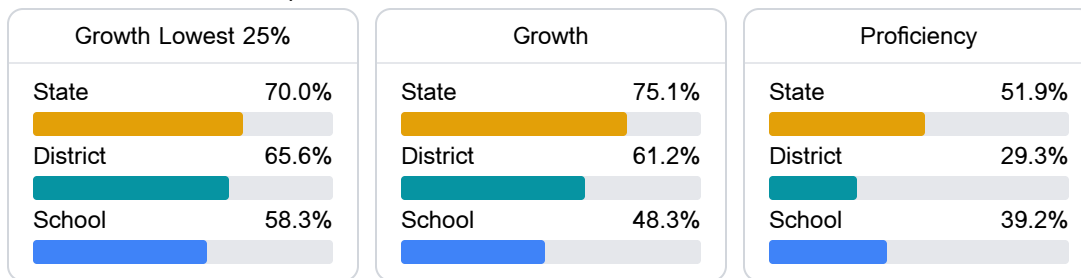 Growth Lowest 25%
State 70.0%
District 65.6%
School 58.3%
Growth
State 75.1%
District 61.2%
School 48.3%
Proficiency
State 51.9%
District 29.3%
School 39.2%